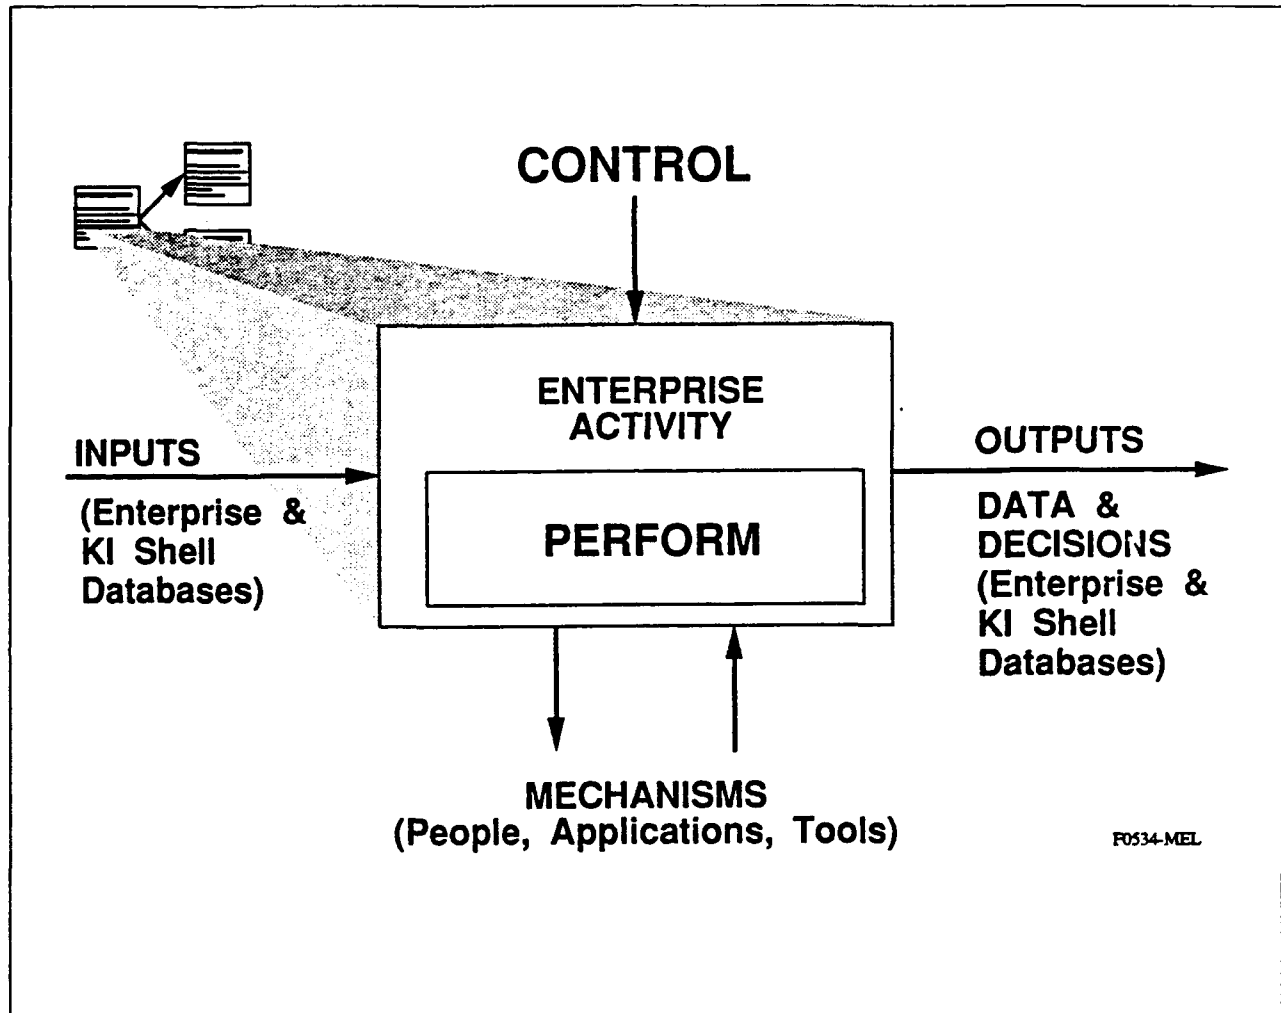 CONTROL
ENTERPRISE
ACTIVITY
PERFORM
INPUTS
(Enterprise &
KI Shell
Databases)
OUTPUTS
DATA &
DECISIONS
(Enterprise &
KI Shell
Databases)
MECHANISMS
(People, Applications, Tools)
F0534-MEL